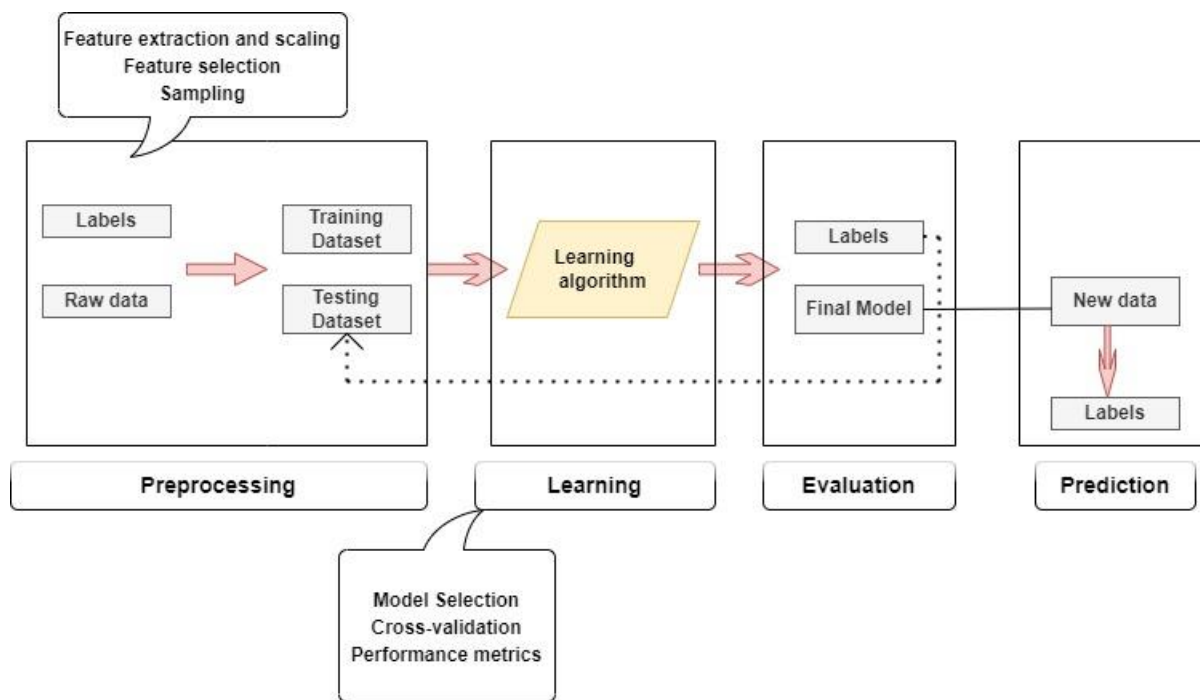 Feature extraction and scaling
Feature selection
Sampling
Labels
Raw data
Training
Dataset
Testing
Dataset
Learning
algorithm
Labels
Final Model
New data
Labels
Preprocessing
Learning
Evaluation
Prediction
Model Selection
Cross-validation
Performance metrics